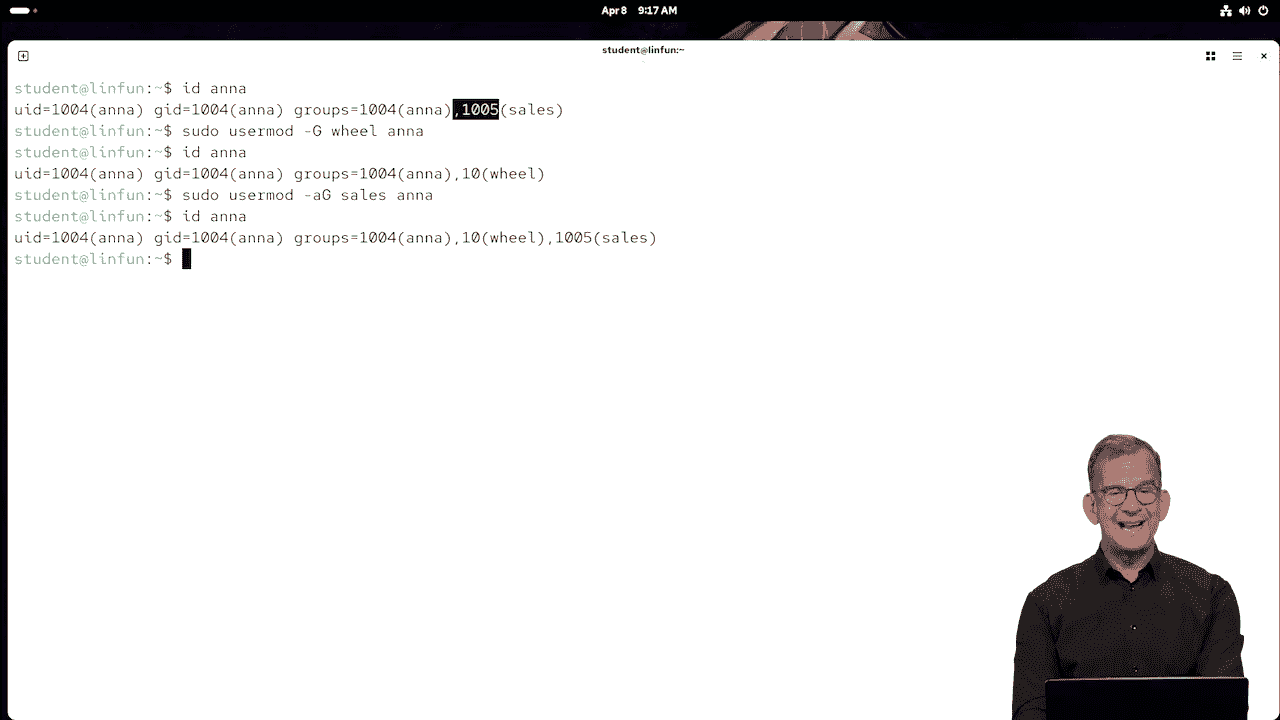 Apr 8 9:17 AM
student@linfun:~
student@linfun:~$ id anna
uid=1004(anna) gid=1004(anna) groups=1004(anna),1005(sales)
student@linfun:~$ sudo usermod -G wheel anna
student@linfun:~$ id anna
uid=1004(anna) gid=1004(anna) groups=1004(anna),10(wheel)
student@linfun:~$ sudo usermod -aG sales anna
student@linfun:~$ id anna
uid=1004(anna) gid=1004(anna) groups=1004(anna),10(wheel),1005(sales)
student@linfun:~$